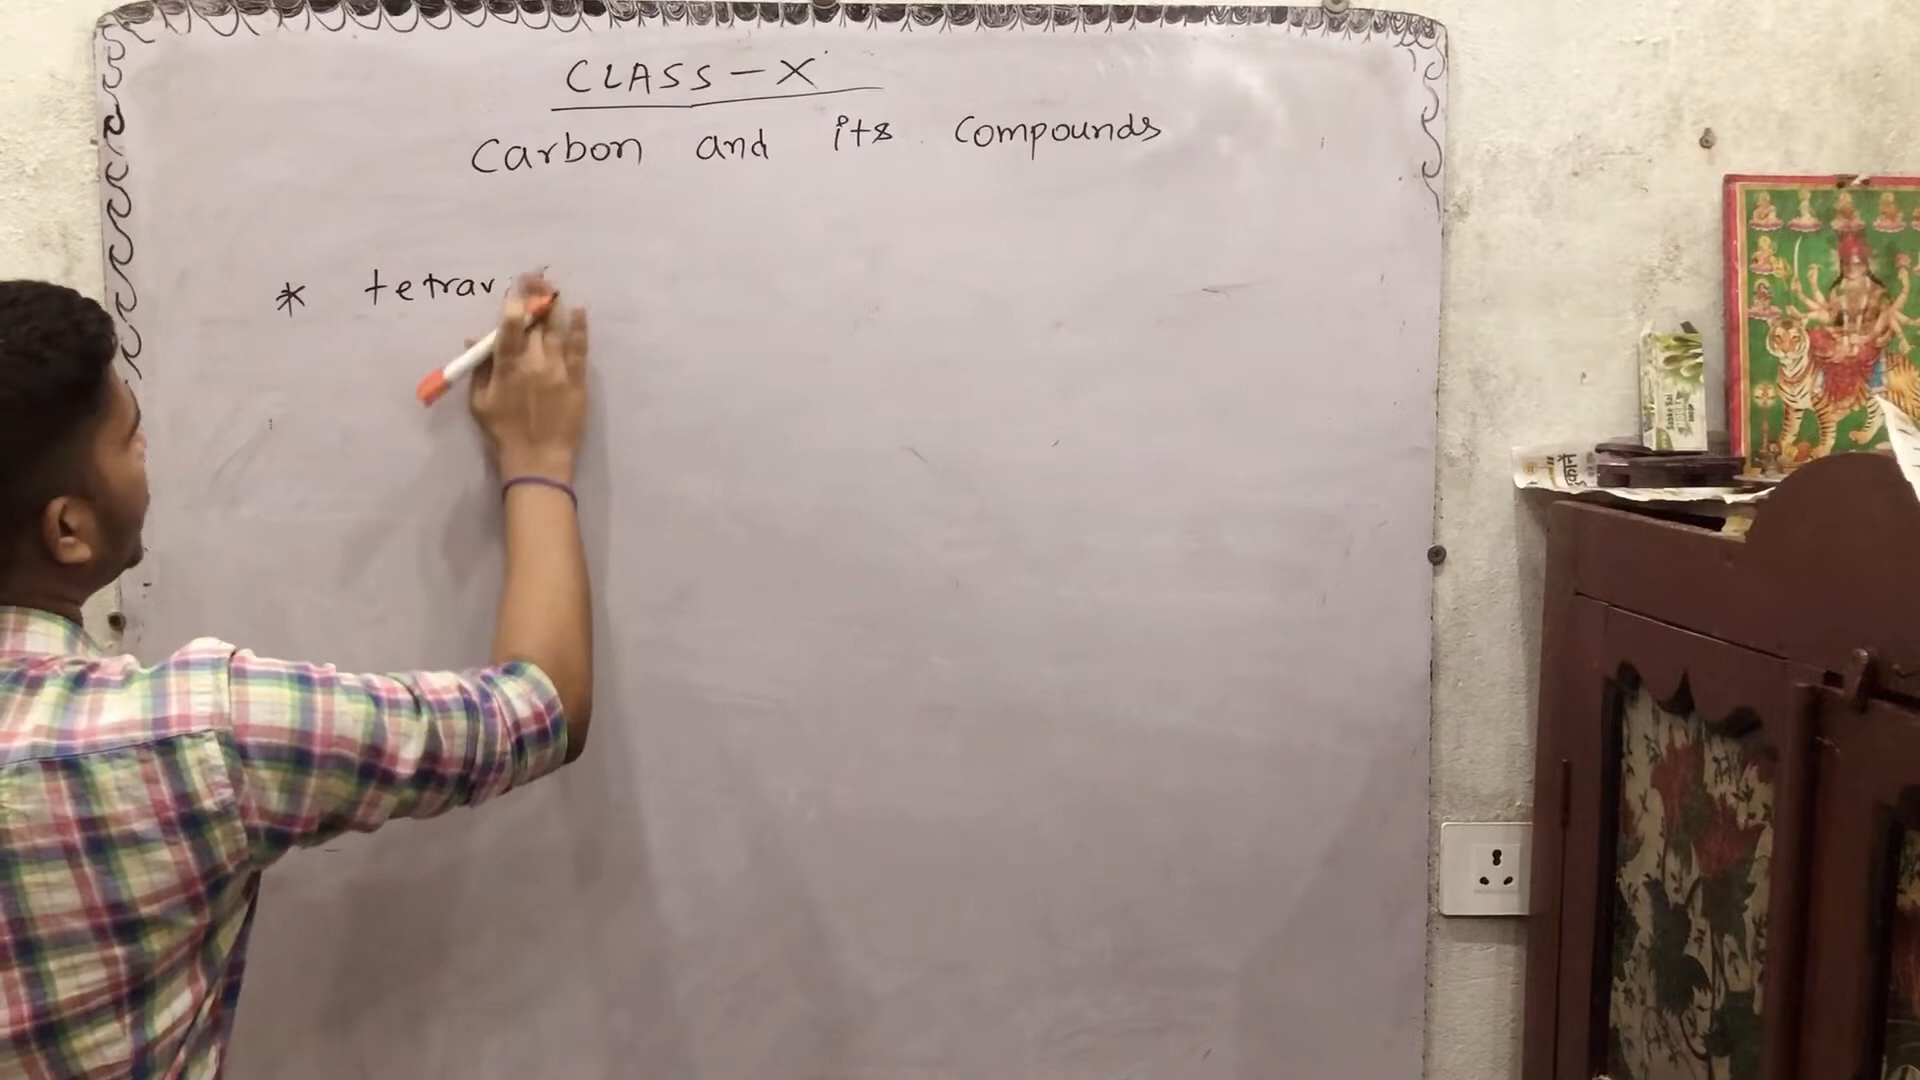 CLASS - X
Carbon and its compounds
* tetrav